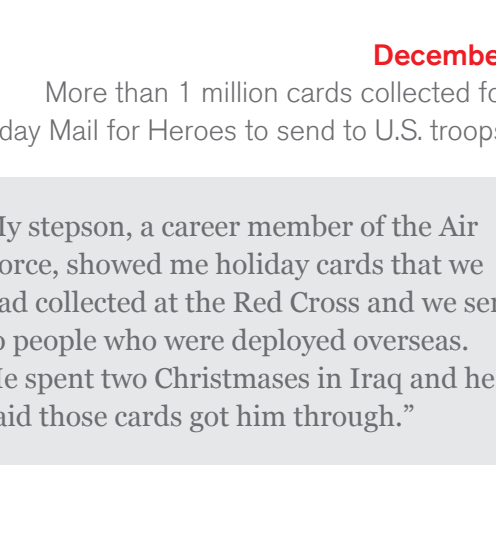 Decembe
More than 1 million cards collected fo
day Mail for Heroes to send to U.S. troops
My stepson, a career member of the Air
orce, showed me holiday cards that we
ad collected at the Red Cross and we sen
o people who were deployed overseas.
He spent two Christmases in Iraq and he
aid those cards got him through.”